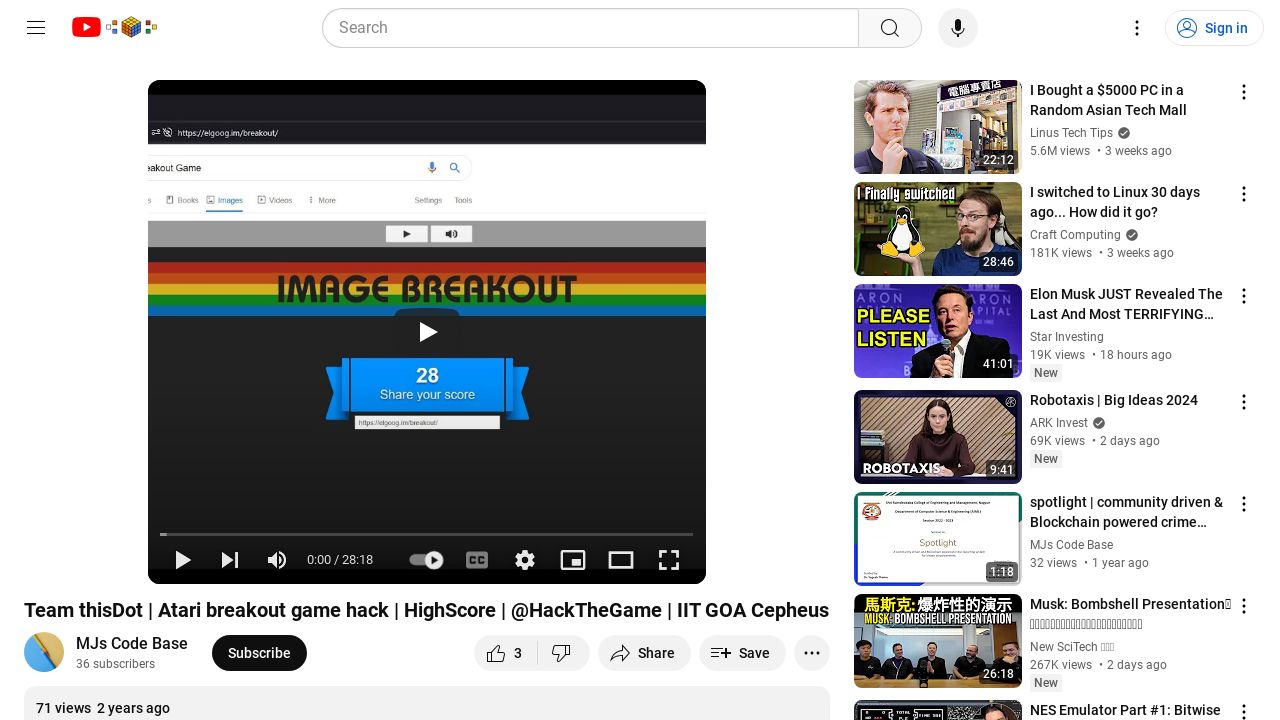 Search
Sign in
https://elgoog.im/breakout/
eakout Game
Books
Images
Videos
More
Settings
Tools
IMAGE BREAKOUT
28
Share your score
https://elgoog.im/breakout/
0:00 / 28:18
Team thisDot | Atari breakout game hack | HighScore | @HackTheGame | IIT GOA Cepheus
MJs Code Base
36 subscribers
Subscribe
3
Share
Save
71 views 2 years ago
電腦專賣店
22:12
I Bought a $5000 PC in a
Random Asian Tech Mall
Linus Tech Tips
5.6M views • 3 weeks ago
I Finally switched
28:46
I switched to Linux 30 days
ago... How did it go?
Craft Computing
181K views • 3 weeks ago
PLEASE
LISTEN
41:01
Elon Musk JUST Revealed The
Last And Most TERRIFYING…
Star Investing
19K views • 18 hours ago
New
ROBOTAXIS
9:41
Robotaxis | Big Ideas 2024
ARK Invest
69K views • 2 days ago
New
Department of Computer Science & Engineering (AIML)
Session 2022 - 2023
Spotlight
1:18
spotlight | community driven &
Blockchain powered crime…
MJs Code Base
32 views • 1 year ago
馬斯克: 爆炸性的演示
MUSK: BOMBSHELL PRESENTATION
26:18
Musk: Bombshell Presentation
New SciTech
267K views • 2 days ago
New
NES Emulator Part #1: Bitwise